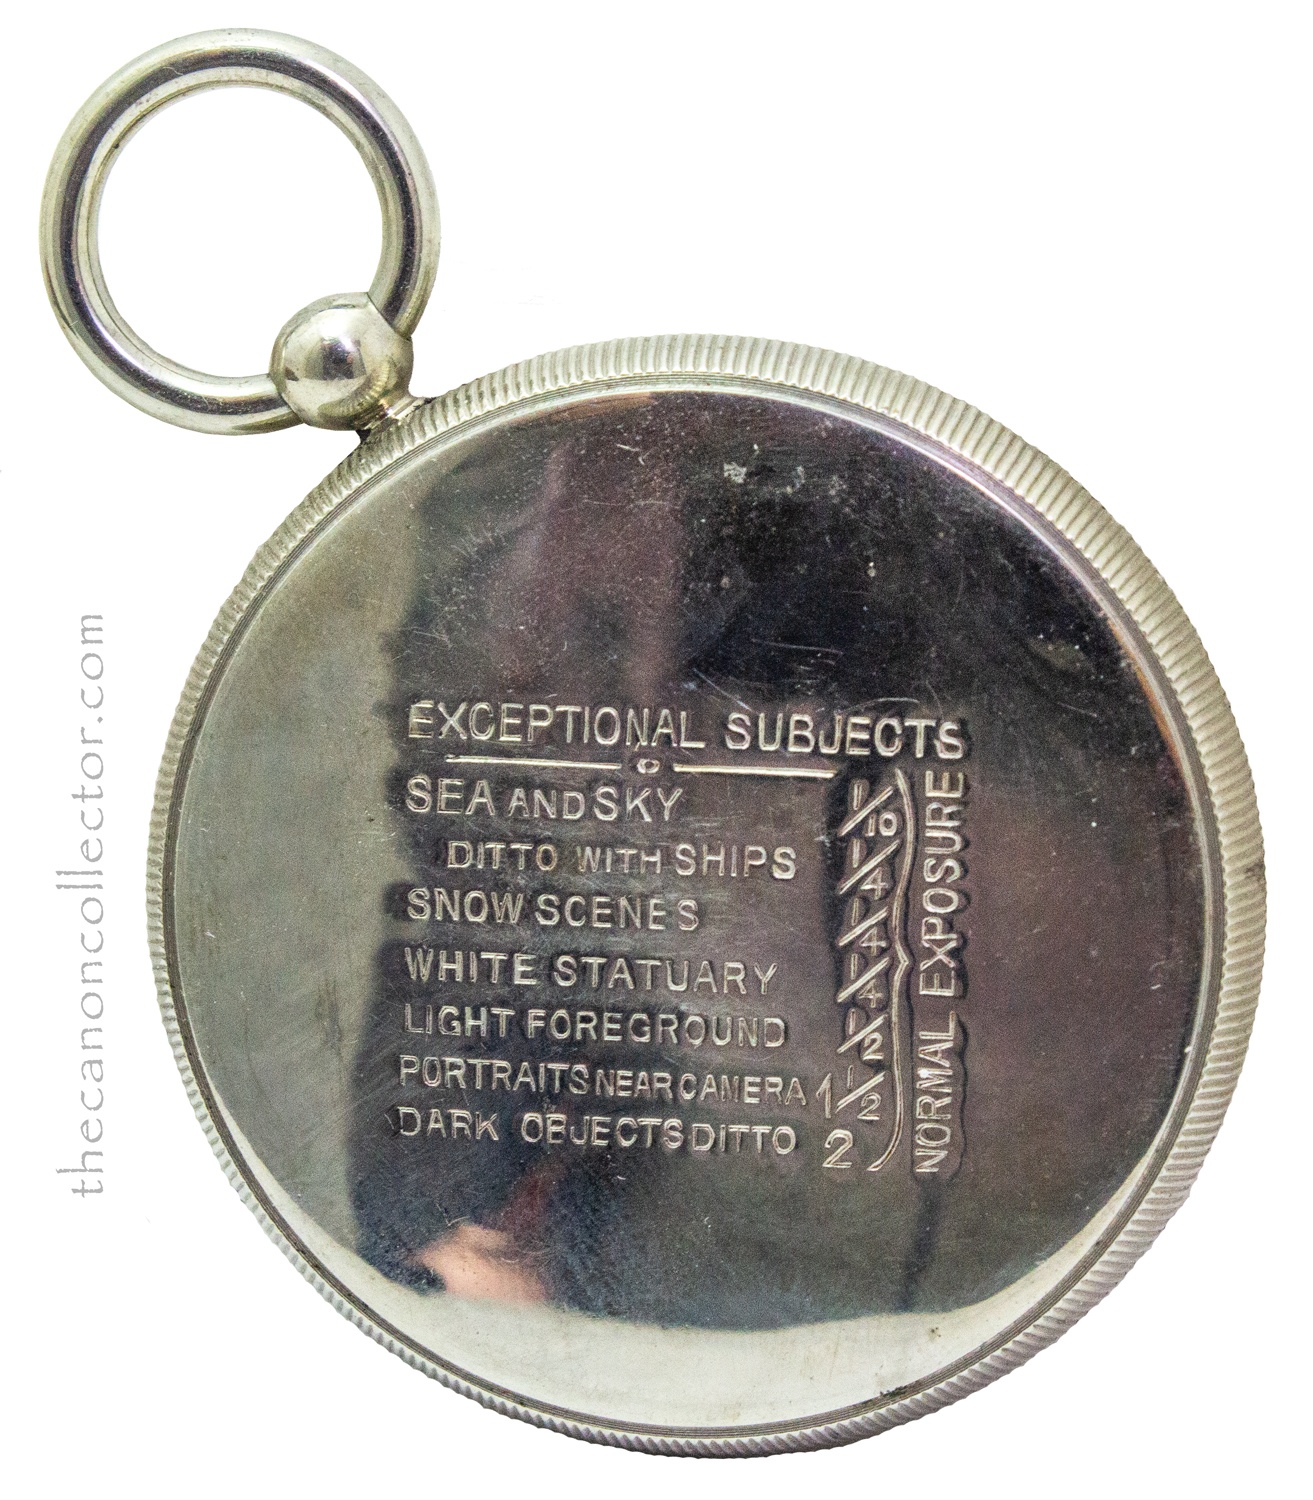 EXCEPTIONAL SUBJECTS
SEA AND SKY 1/10
DITTO WITH SHIPS 1/4
SNOW SCENES 1/4
WHITE STATUARY 1/4
LIGHT FOREGROUND 1/2
PORTRAITS NEAR CAMERA 1 1/2
DARK OBJECTS DITTO 2
NORMAL EXPOSURE
thecanoncollector.com